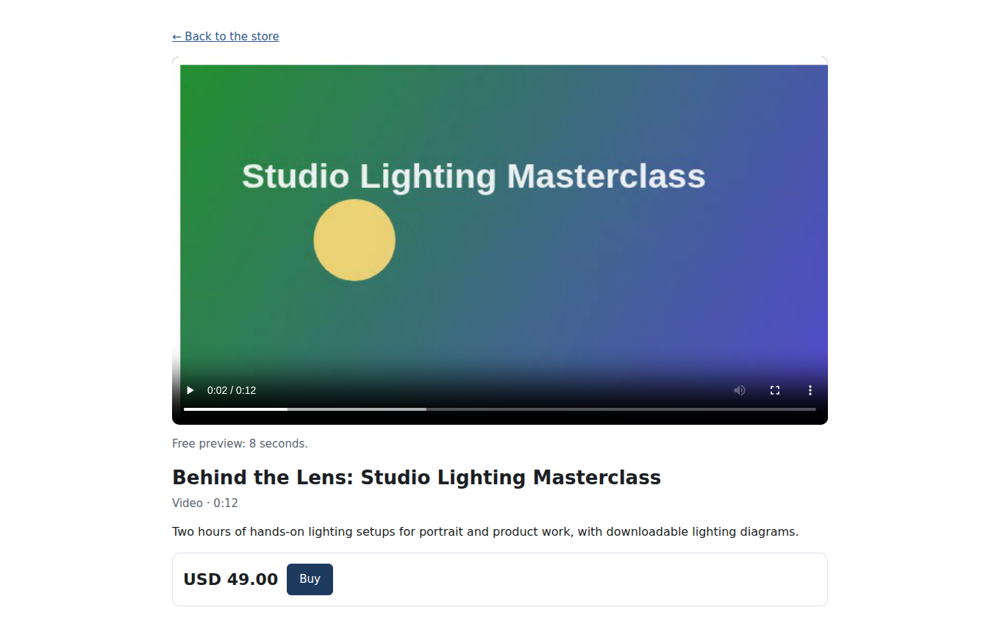 ← Back to the store
Studio Lighting Masterclass
0:02 / 0:12
Free preview: 8 seconds.
Behind the Lens: Studio Lighting Masterclass
Video · 0:12
Two hours of hands-on lighting setups for portrait and product work, with downloadable lighting diagrams.
USD 49.00 Buy